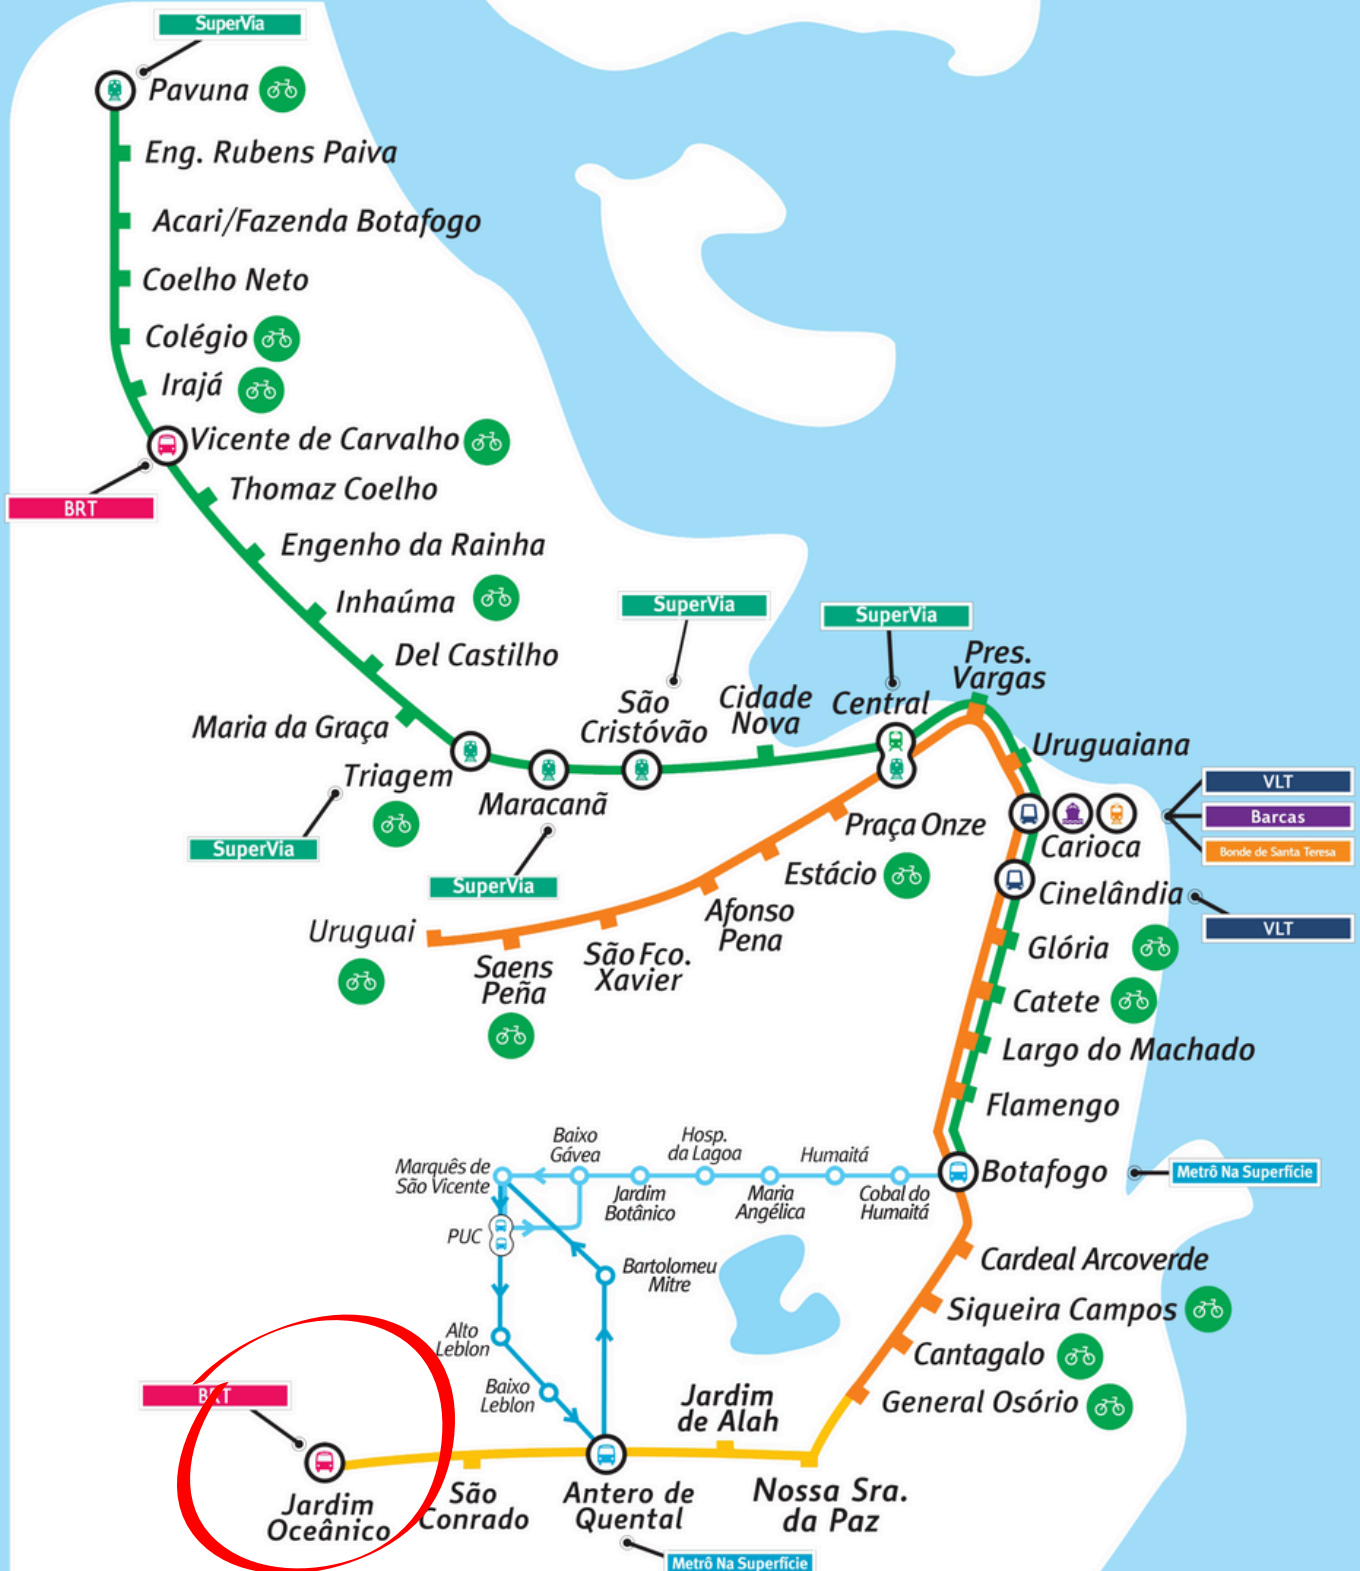 SuperVia
Pavuna
Eng. Rubens Paiva
Acari/Fazenda Botafogo
Coelho Neto
Colégio
Irajá
Vicente de Carvalho
BRT
Thomaz Coelho
Engenho da Rainha
Inhaúma
Del Castilho
Maria da Graça
Triagem
SuperVia
Maracanã
SuperVia
SuperVia
São
Cristóvão
Cidade
Nova
SuperVia
Central
Pres.
Vargas
Uruguaiana
VLT
Barcas
Bonde de Santa Teresa
Carioca
Cinelândia
VLT
Praça Onze
Estácio
Afonso
Pena
São Fco.
Xavier
Saens
Peña
Uruguai
Glória
Catete
Largo do Machado
Flamengo
Botafogo
Metrô Na Superfície
Cobal do
Humaitá
Humaitá
Maria
Angélica
Hosp.
da Lagoa
Jardim
Botânico
Baixo
Gávea
Marquês de
São Vicente
PUC
Bartolomeu
Mitre
Alto
Leblon
Baixo
Leblon
Cardeal Arcoverde
Siqueira Campos
Cantagalo
General Osório
Nossa Sra.
da Paz
Jardim
de Alah
Antero de
Quental
Metrô Na Superfície
São
Conrado
BRT
Jardim
Oceânico